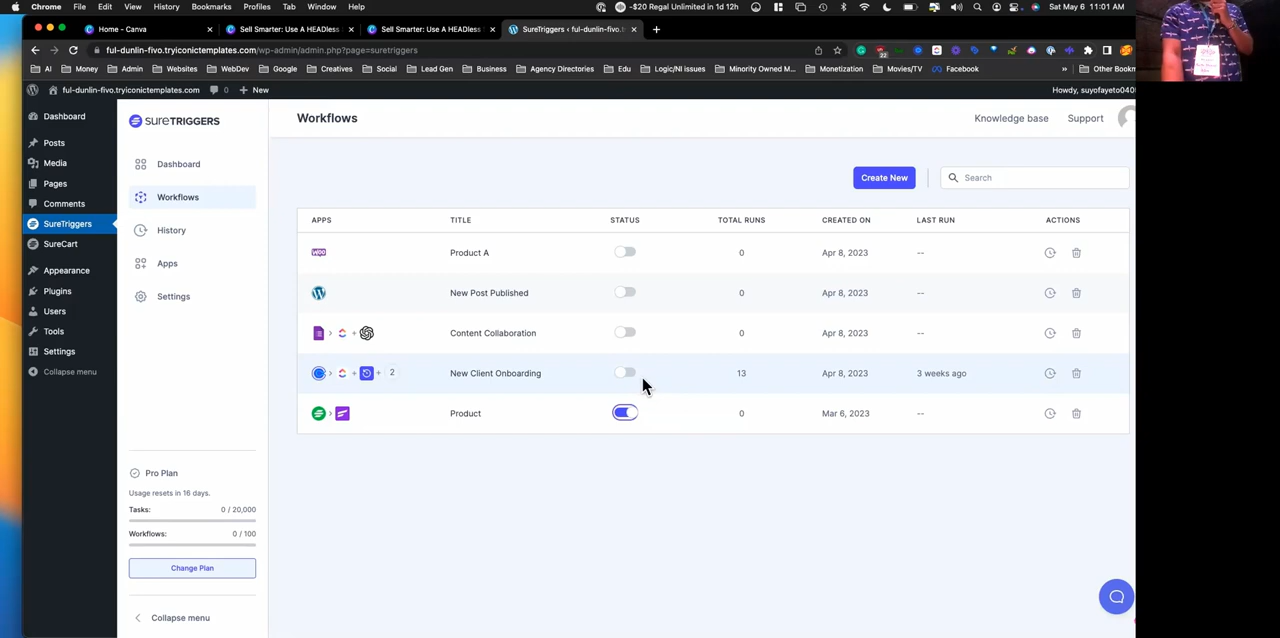 Chrome File Edit View History Bookmarks Profiles Tab Window Help -$20 Regal Unlimited in 1d 12h Sat May 6 11:01 AM
Home - Canva Sell Smarter: Use A HEADless Sell Smarter: Use A HEADless SureTriggers ‹ ful-dunlin-fivo.t
ful-dunlin-fivo.tryiconictemplates.com/wp-admin/admin.php?page=suretriggers
AI Money Admin Websites WebDev Google Creatives Social Lead Gen Busin Agency Directories Edu Logic/NI issues Minority Owned M... Monetization Movies/TV Facebook » Other Bookm
ful-dunlin-fivo.tryiconictemplates.com 0 New Howdy, suyofayeto040
Dashboard
Posts
Media
Pages
Comments
SureTriggers
SureCart
Appearance
Plugins
Users
Tools
Settings
Collapse menu
SureTRIGGERS
Dashboard
Workflows
History
Apps
Settings
Pro Plan
Usage resets in 16 days.
Tasks: 0 / 20,000
Workflows: 0 / 100
Change Plan
Collapse menu
Workflows Knowledge base Support
Create New Search
APPS TITLE STATUS TOTAL RUNS CREATED ON LAST RUN ACTIONS
Woo Product A 0 Apr 8, 2023 --
New Post Published 0 Apr 8, 2023 --
> + Content Collaboration 0 Apr 8, 2023 --
> + + 2 New Client Onboarding 13 Apr 8, 2023 3 weeks ago
> Product 0 Mar 6, 2023 --